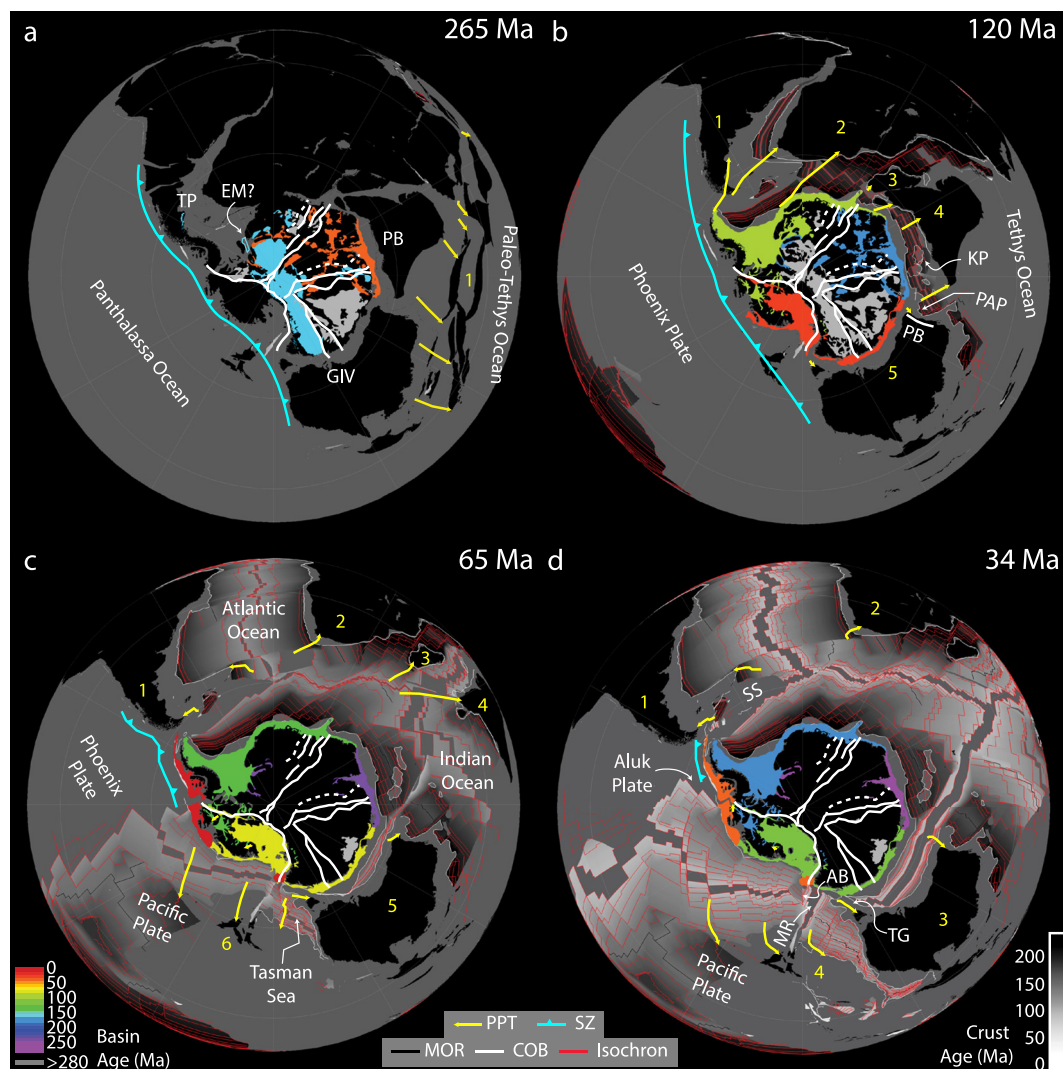 a
265 Ma
TP
EM?
PB
1
GIV
Panthalassa Ocean
Paleo-Tethys Ocean
b
120 Ma
1
2
3
4
KP
PAP
PB
5
Phoenix Plate
Tethys Ocean
c
65 Ma
Atlantic
Ocean
2
3
4
1
Phoenix
Plate
Indian
Ocean
Pacific
Plate
5
6
Tasman
Sea
d
34 Ma
2
1
SS
Aluk
Plate
AB
MR
TG
3
4
Pacific
Plate
0
50
100
150
200
250
>280
Basin
Age (Ma)
PPT
SZ
MOR
COB
Isochron
200
150
100
50
0
Crust
Age (Ma)